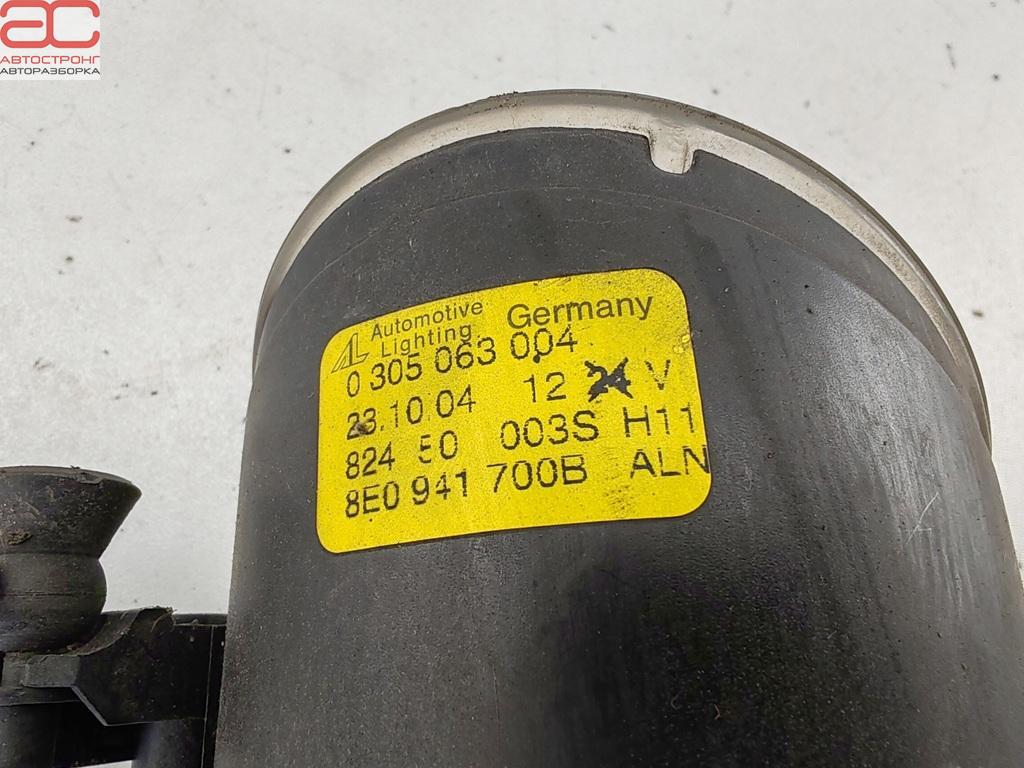 AC
АВТОСТРОНГ
АВТОРАЗБОРКА
AL Automotive Lighting Germany
0 305 063 004
23.10.04 12 24 V
824 50 003S H11
8E0 941 700B ALN